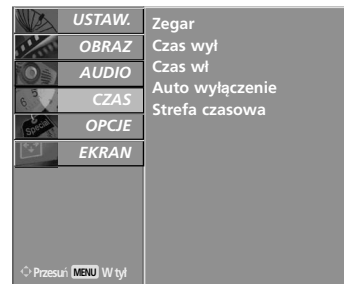 USTAW.
OBRAZ
AUDIO
CZAS
OPCJE
EKRAN
Zegar
Czas wył
Czas wł
Auto wyłączenie
Strefa czasowa
Przesuń MENU W tył